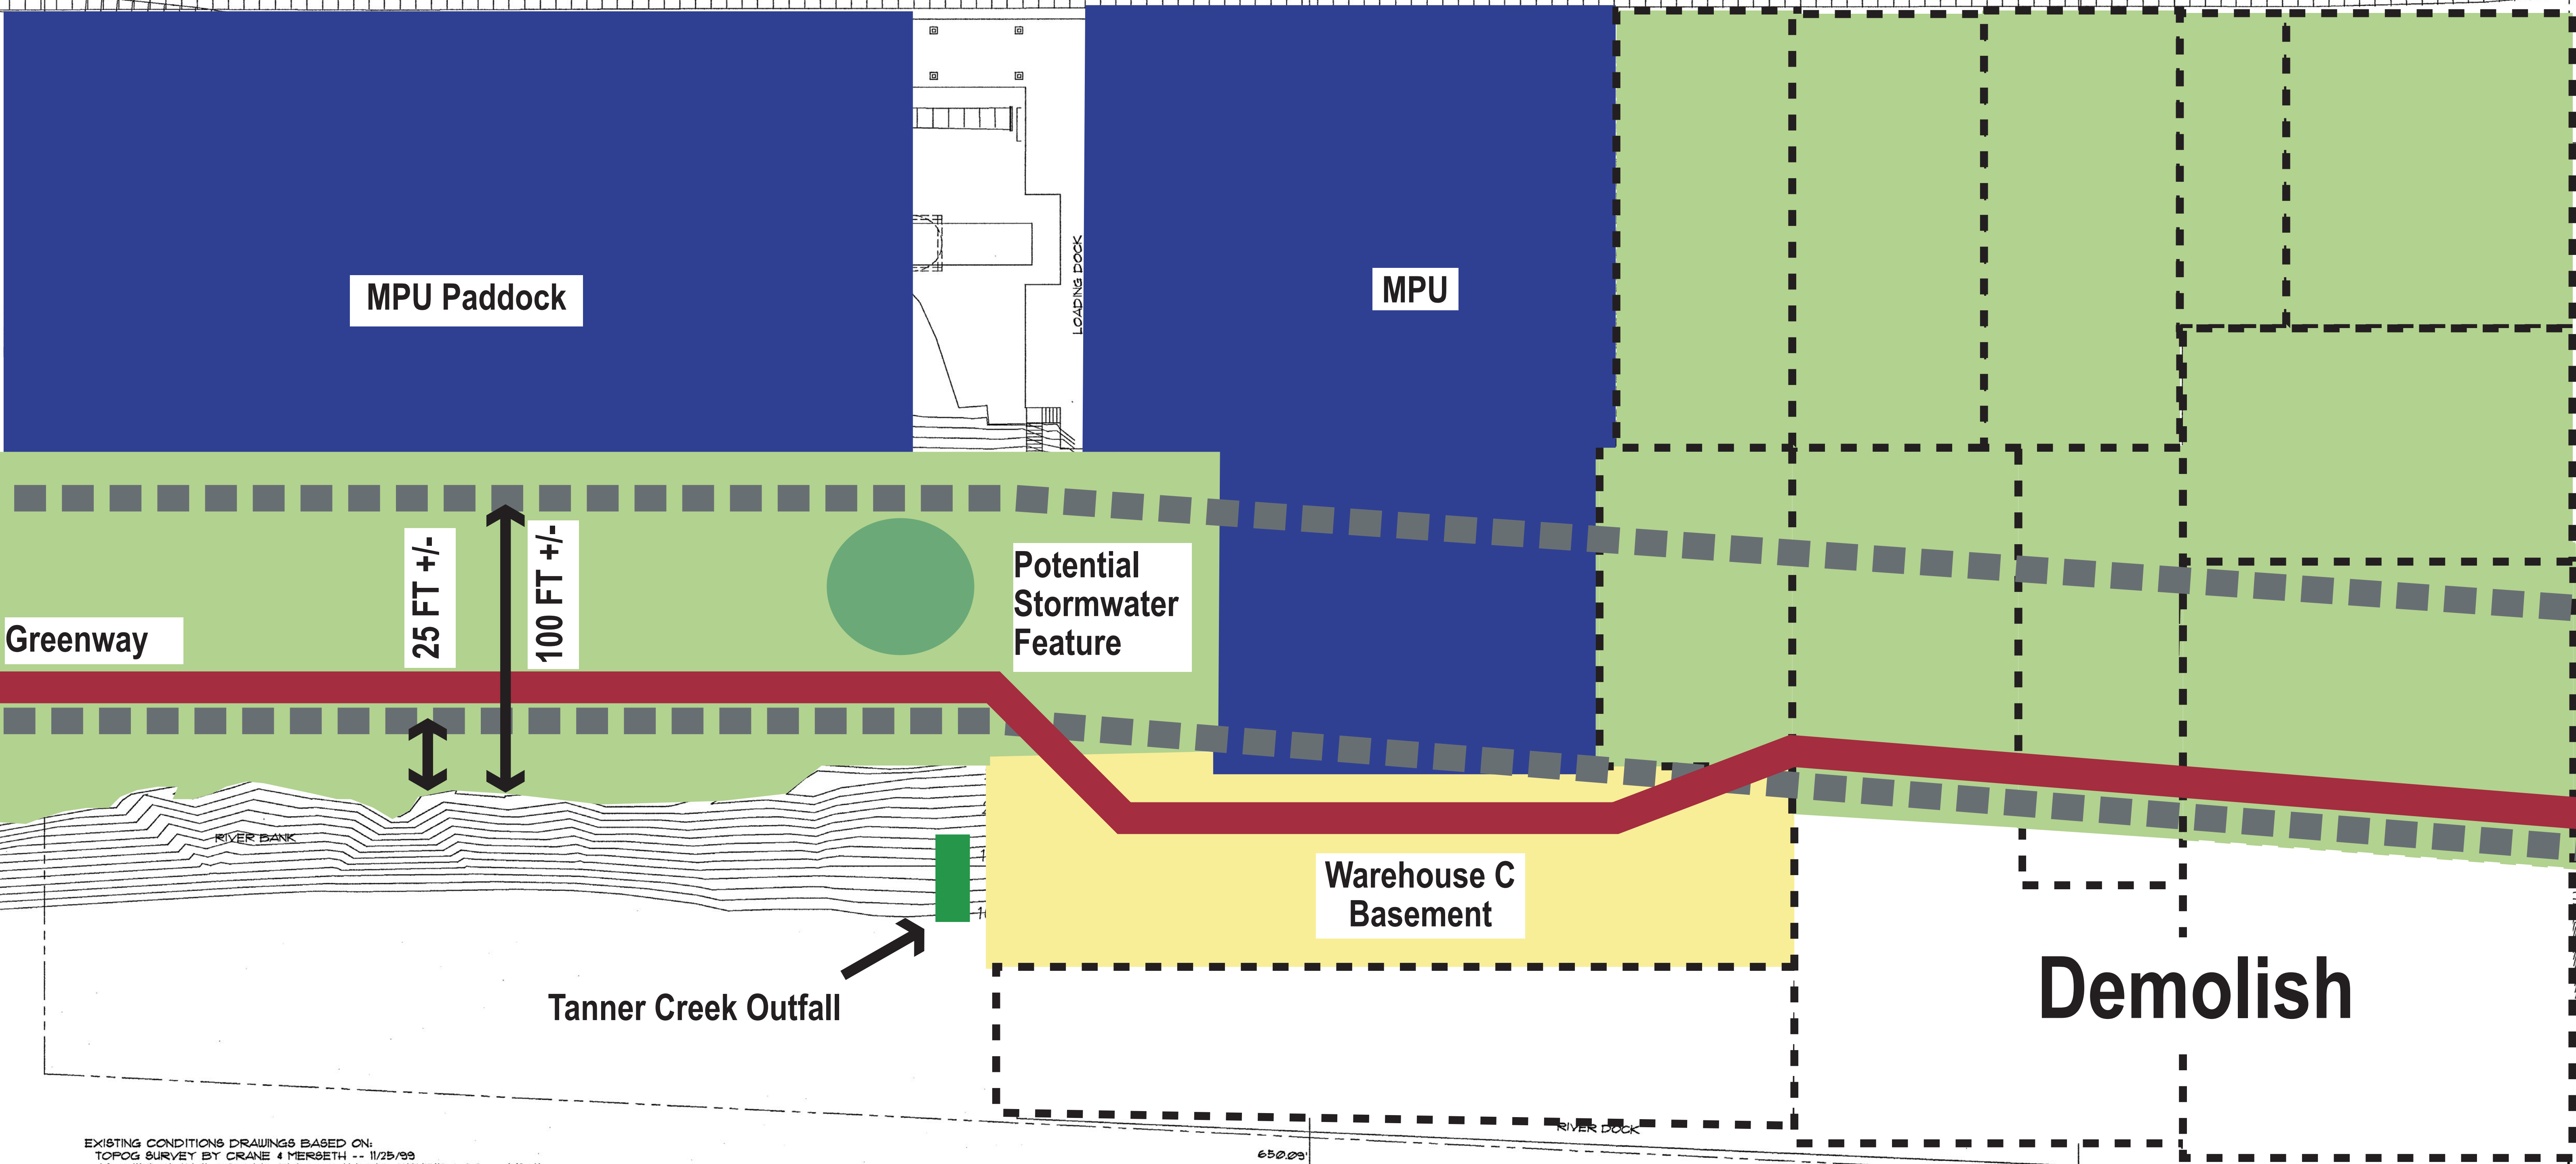 MPU Paddock
MPU
LOADING DOCK
25 FT +/-
100 FT +/-
Potential
Stormwater
Feature
Greenway
RIVER BANK
Warehouse C
Basement
Tanner Creek Outfall
Demolish
RIVER DOCK
EXISTING CONDITIONS DRAWINGS BASED ON:
TOPOG SURVEY BY CRANE & MERSETH -- 11/25/99
650.09'